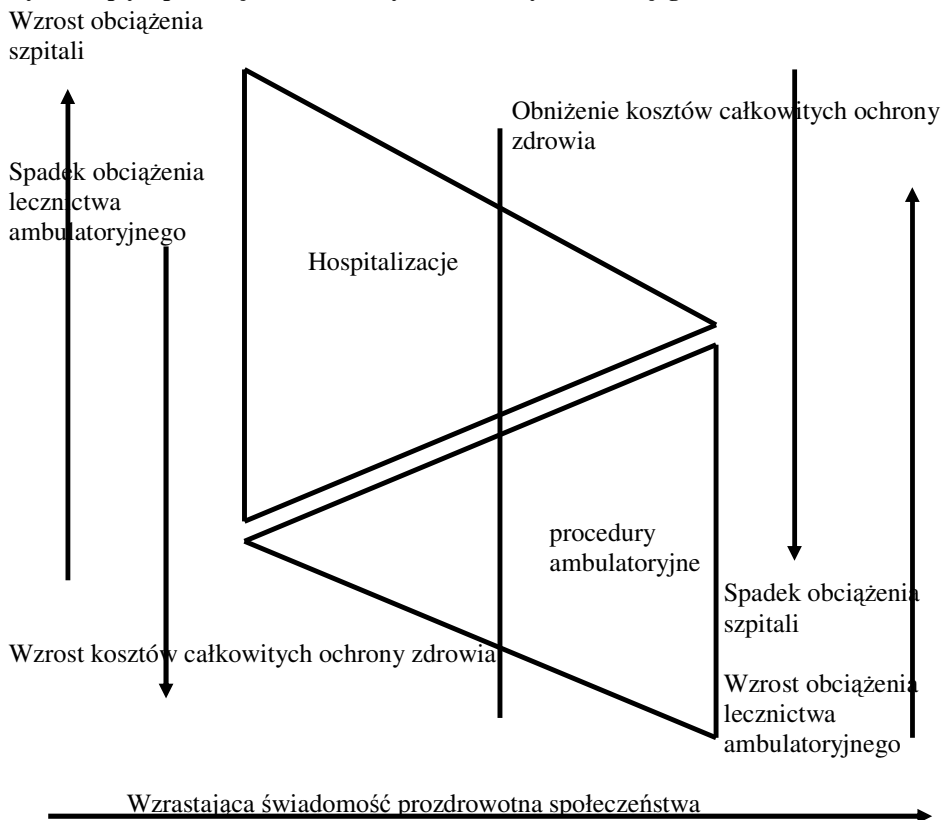 Wzrost obciążenia
szpitali
Obniżenie kosztów całkowitych ochrony
zdrowia
Spadek obciążenia
lecznictwa
ambulatoryjnego
Hospitalizacje
procedury
ambulatoryjne
Spadek obciążenia
szpitali
Wzrost kosztów całkowitych ochrony zdrowia
Wzrost obciążenia
lecznictwa
ambulatoryjnego
Wzrastająca świadomość prozdrowotna społeczeństwa